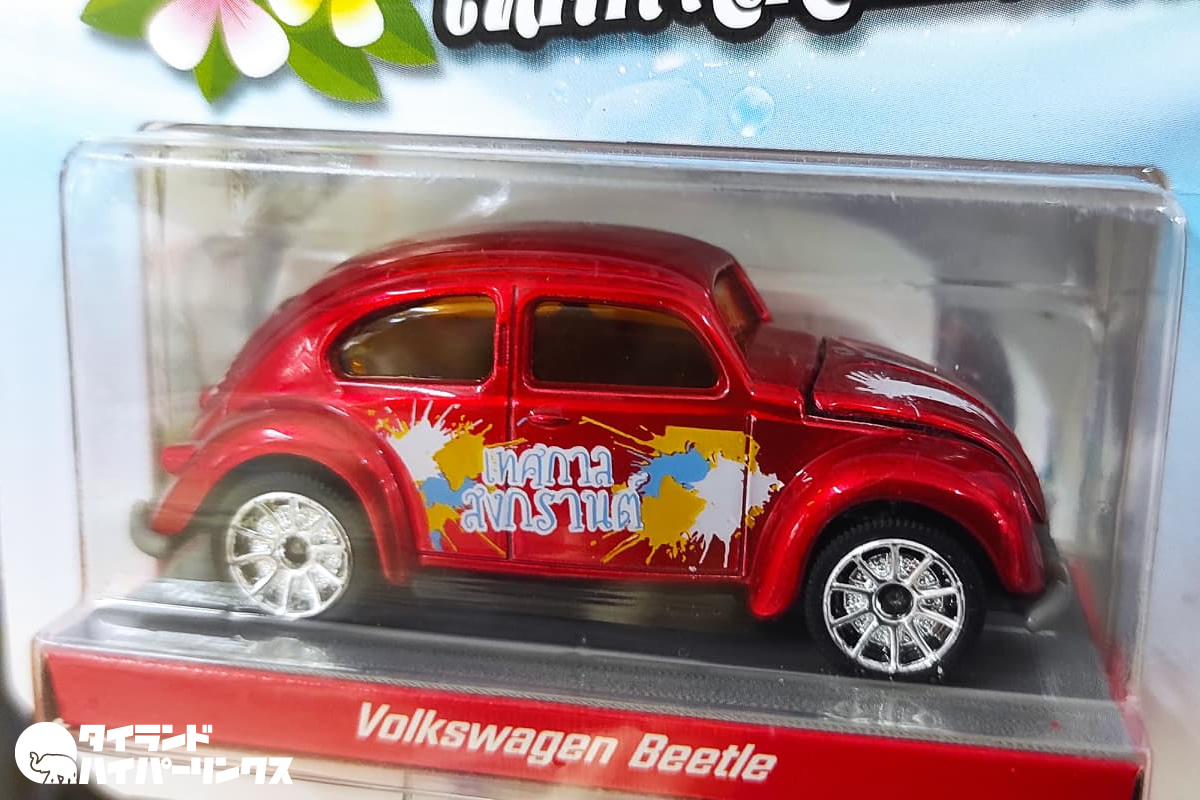 เทศกาล
สงกรานต์
Volkswagen Beetle
タイランド
ハイパーリンクス